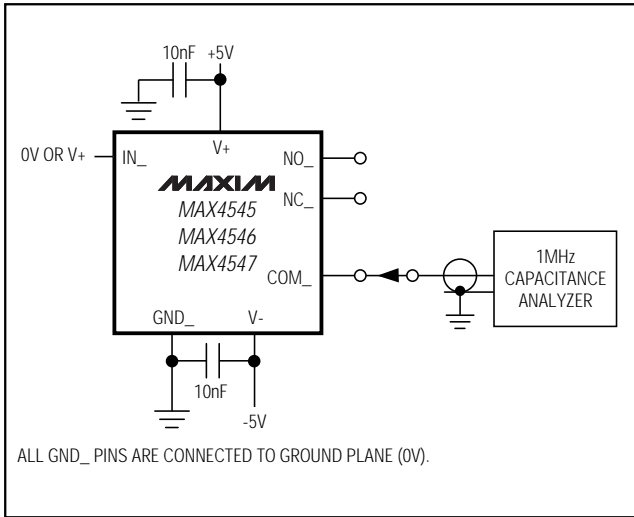 10nF +5V
0V OR V+
IN_
V+
NO_
NC_
MAXIM
MAX4545
MAX4546
MAX4547
COM_
1MHz
CAPACITANCE
ANALYZER
GND_
V-
10nF
-5V
ALL GND_ PINS ARE CONNECTED TO GROUND PLANE (0V).